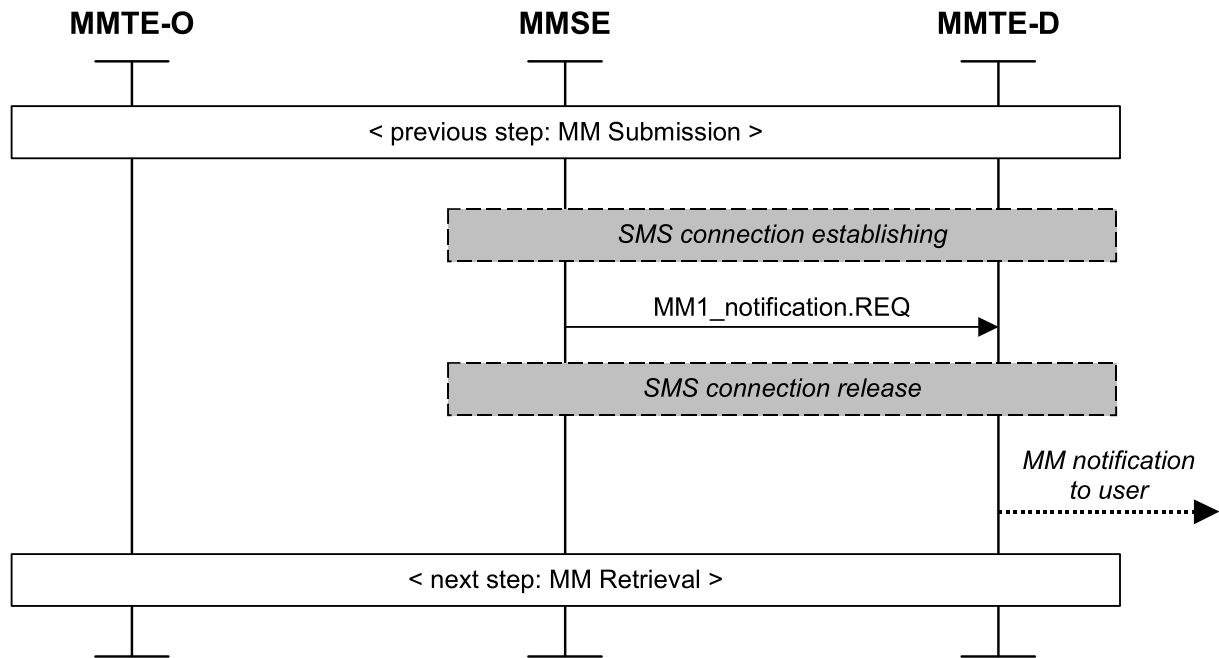 MMTE-O
MMSE
MMTE-D
< previous step: MM Submission >
SMS connection establishing
MM1_notification.REQ
SMS connection release
MM notification
to user
< next step: MM Retrieval >